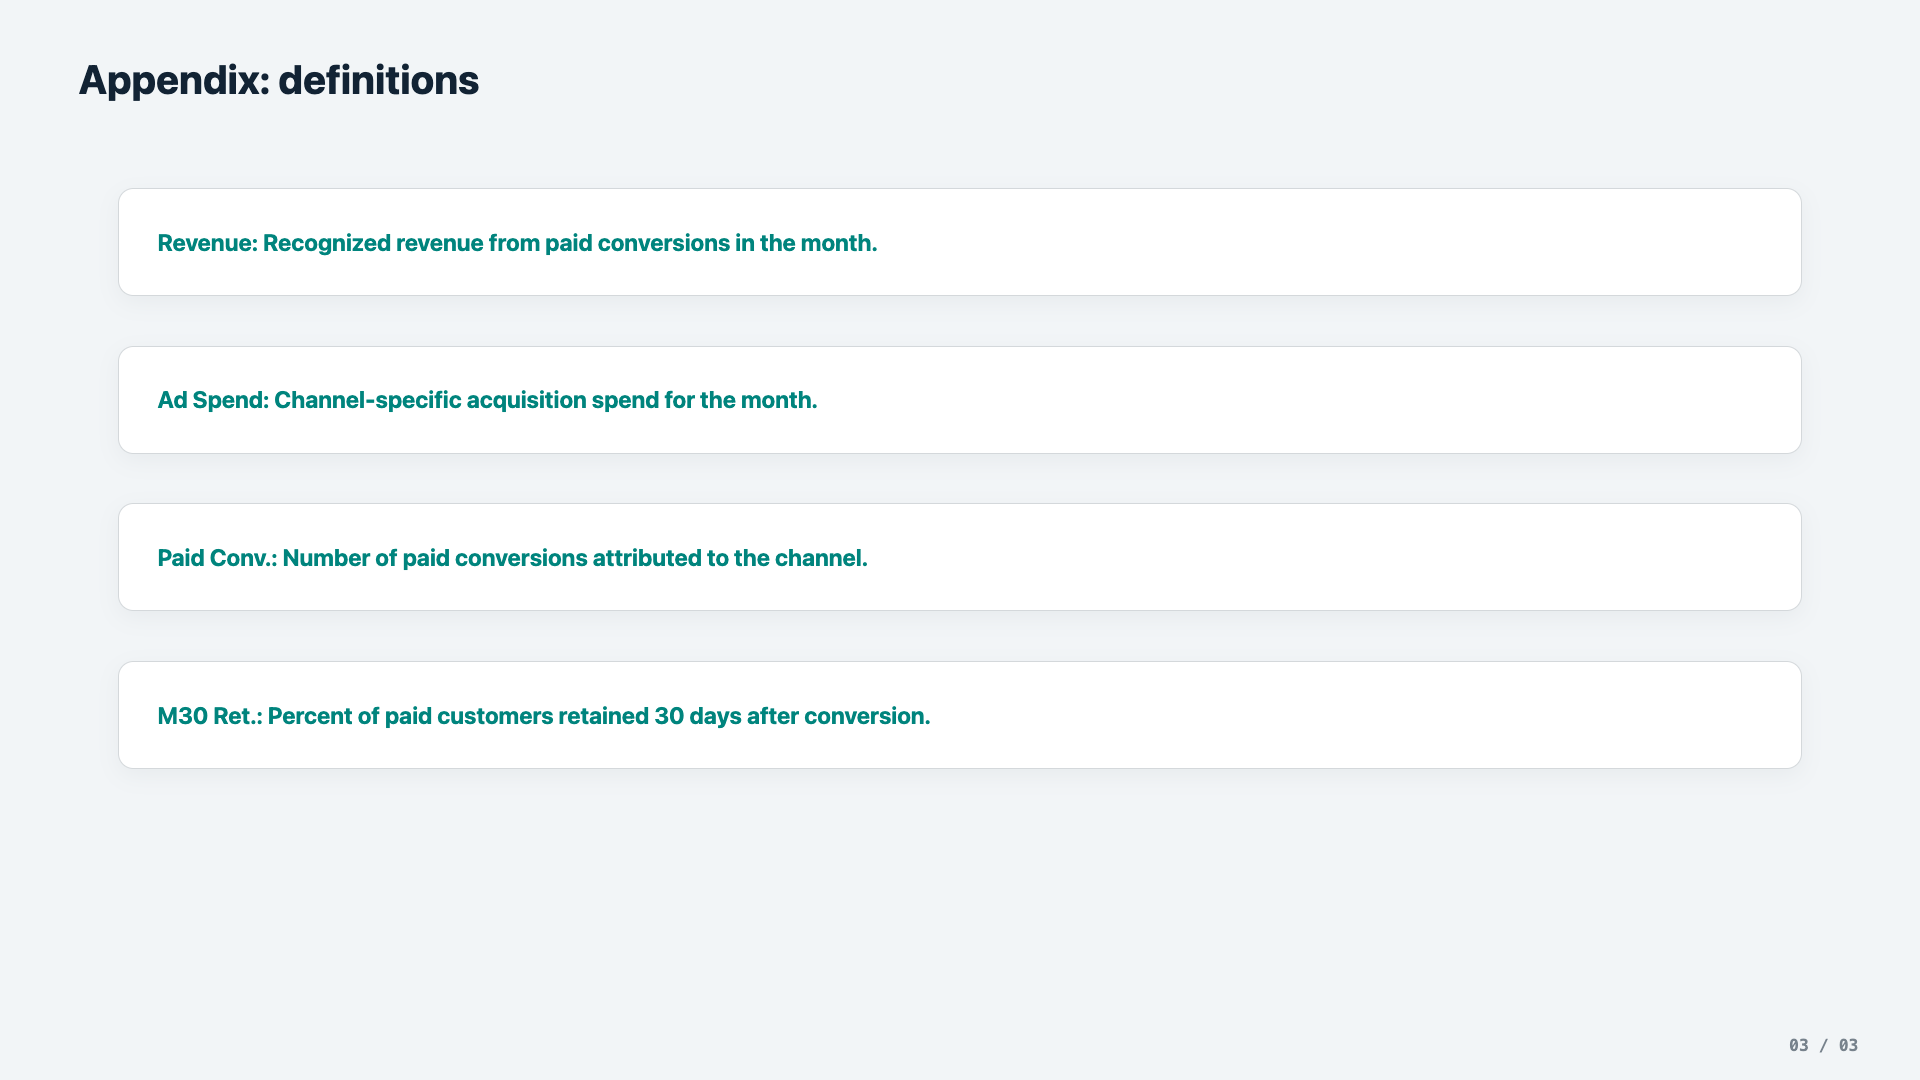 Appendix: definitions
Revenue: Recognized revenue from paid conversions in the month.
Ad Spend: Channel-specific acquisition spend for the month.
Paid Conv.: Number of paid conversions attributed to the channel.
M30 Ret.: Percent of paid customers retained 30 days after conversion.
03 / 03